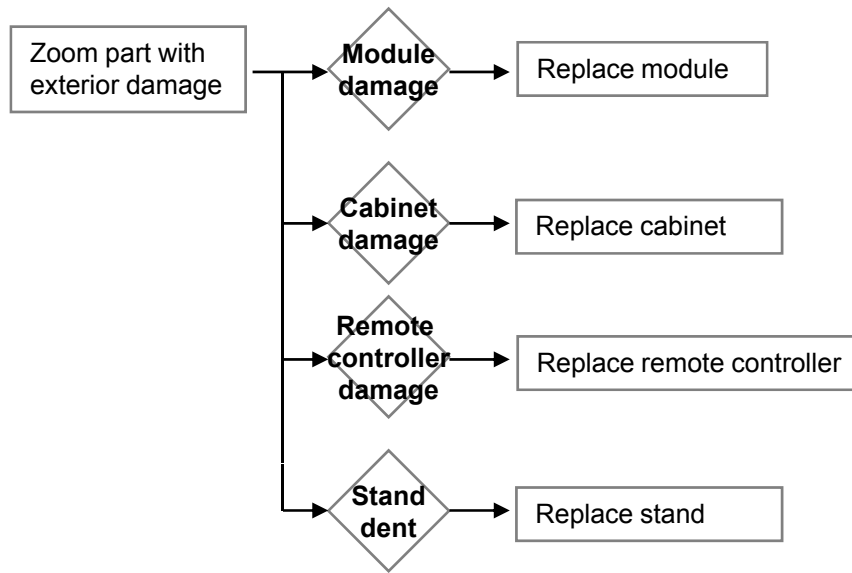 Zoom part with
exterior damage
Module
damage
Replace module
Cabinet
damage
Replace cabinet
Remote
controller
damage
Replace remote controller
Stand
dent
Replace stand